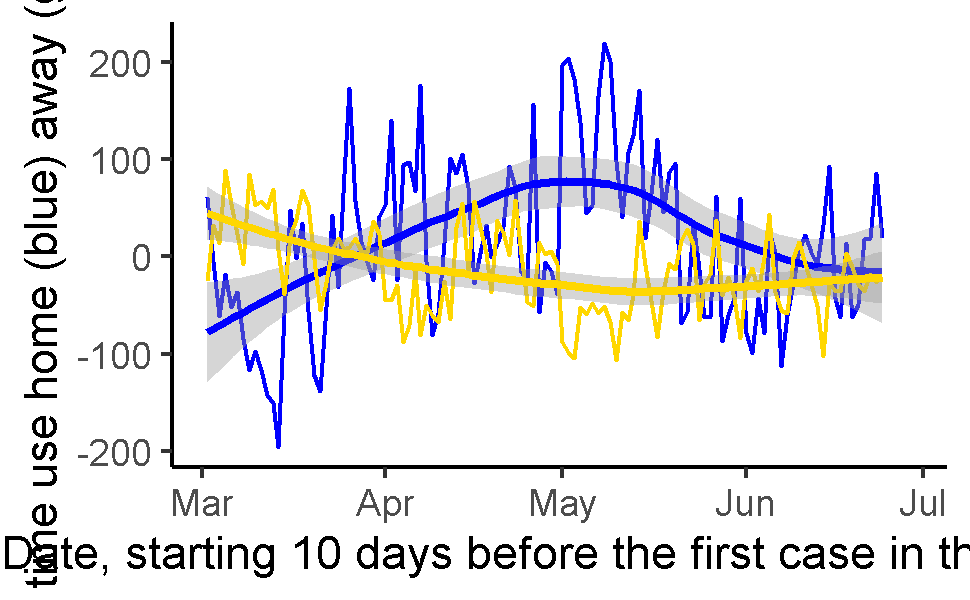 time use home (blue) away (
200
100
0
-100
-200
Mar Apr May Jun Jul
Date, starting 10 days before the first case in th